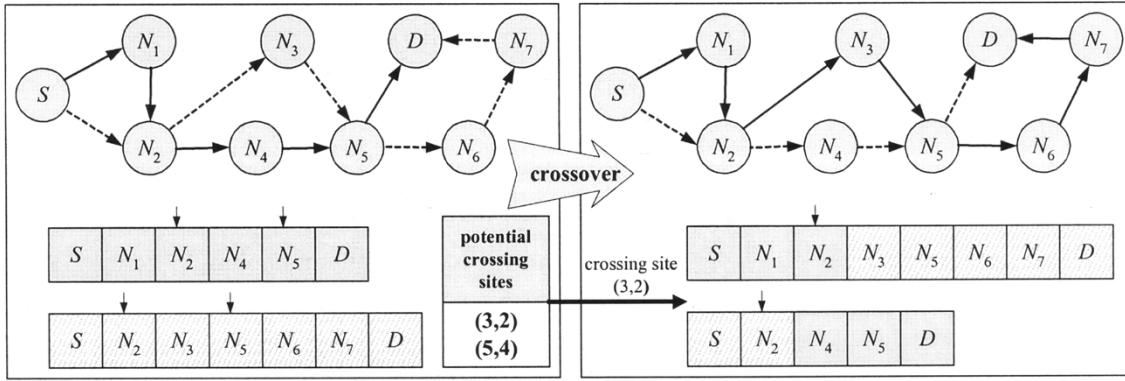 N1 N3 D N7
S
N2 N4 N5 N6
N1 N3 D N7
S
N2 N4 N5 N6
crossover
S N1 N2 N4 N5 D
S N2 N3 N5 N6 N7 D
potential
crossing
sites
(3,2)
(5,4)
crossing site
(3,2)
S N1 N2 N3 N5 N6 N7 D
S N2 N4 N5 D